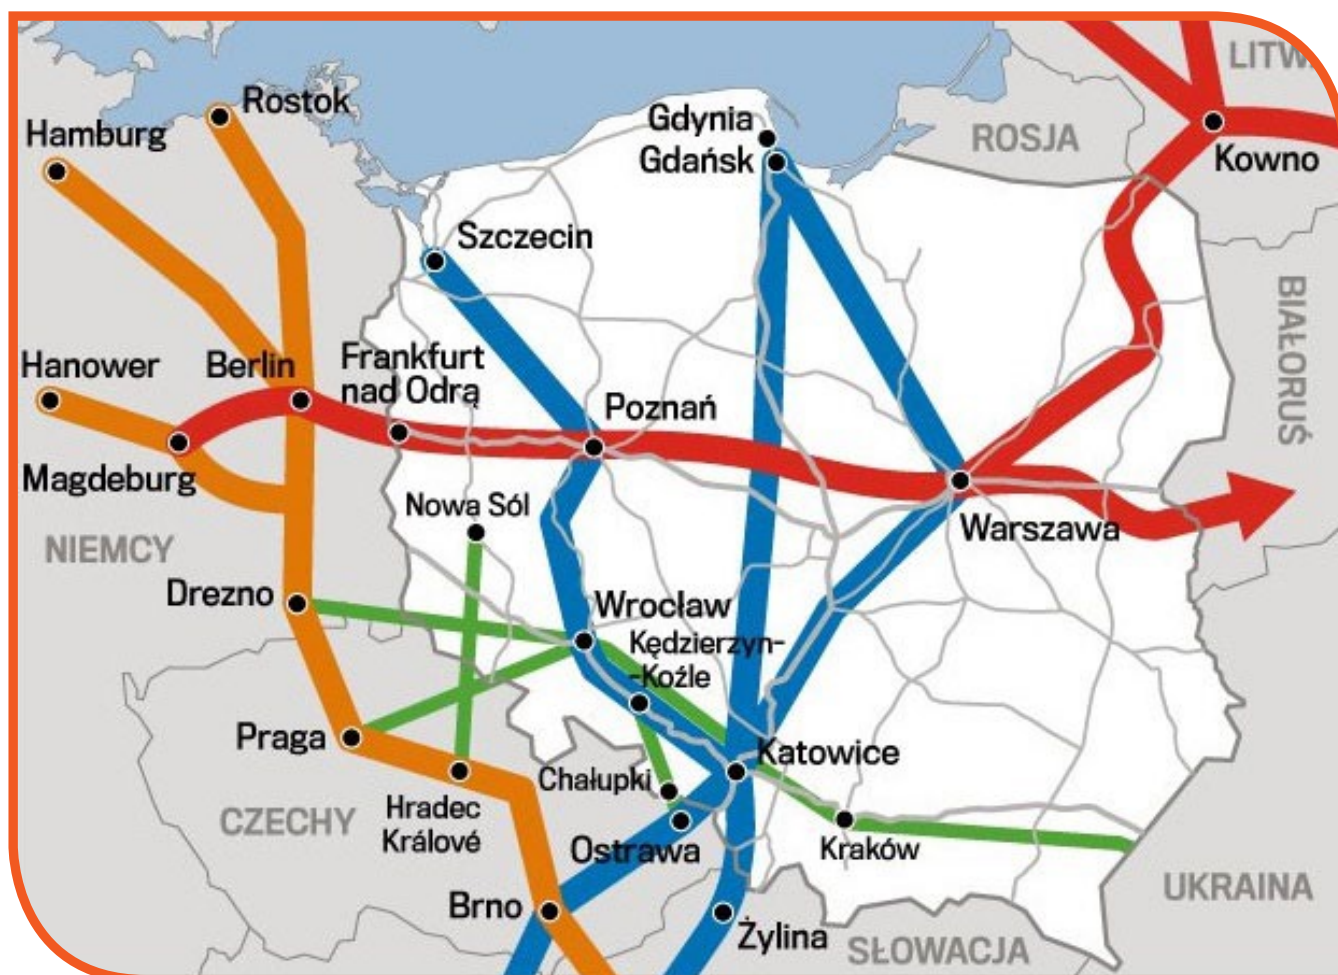 LITW
Rostok
Hamburg
Gdynia
Gdańsk
ROSJA
Kowno
Szczecin
BIAŁORUŚ
Hanower
Berlin
Frankfurt
nad Odrą
Poznań
Magdeburg
Nowa Sól
Warszawa
NIEMCY
Drezno
Wrocław
Kędzierzyn-
-Koźle
Praga
Katowice
Chałupki
Hradec
Králové
CZECHY
Ostrawa
Kraków
UKRAINA
Brno
Żylina
SŁOWACJA